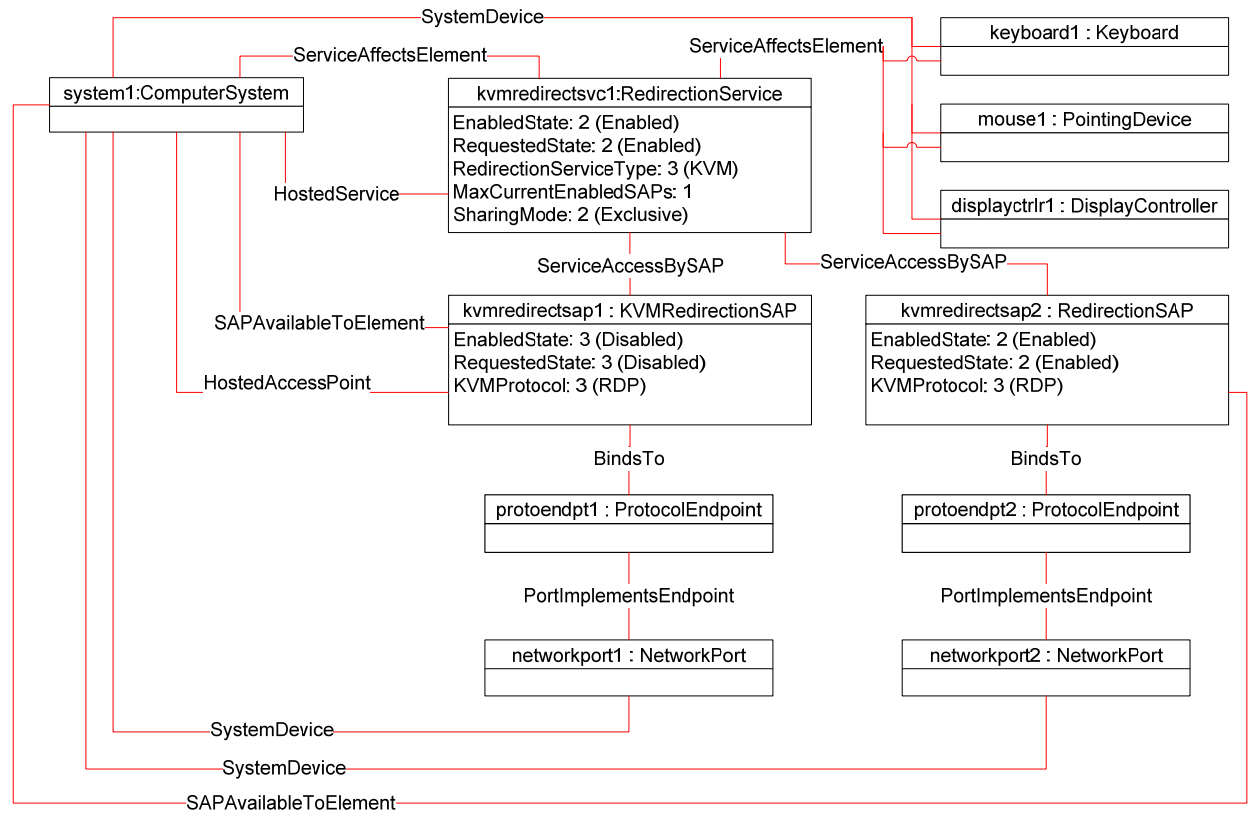 SystemDevice
keyboard1 : Keyboard
ServiceAffectsElement
ServiceAffectsElement
system1:ComputerSystem
kvmredirectsvc1:RedirectionService
EnabledState: 2 (Enabled)
RequestedState: 2 (Enabled)
RedirectionServiceType: 3 (KVM)
MaxCurrentEnabledSAPs: 1
SharingMode: 2 (Exclusive)
mouse1 : PointingDevice
displayctrlr1 : DisplayController
HostedService
ServiceAccessBySAP
ServiceAccessBySAP
kvmredirectsap1 : KVMRedirectionSAP
EnabledState: 3 (Disabled)
RequestedState: 3 (Disabled)
KVMProtocol: 3 (RDP)
kvmredirectsap2 : RedirectionSAP
EnabledState: 2 (Enabled)
RequestedState: 2 (Enabled)
KVMProtocol: 3 (RDP)
SAPAvailableToElement
HostedAccessPoint
BindsTo
BindsTo
protoendpt1 : ProtocolEndpoint
protoendpt2 : ProtocolEndpoint
PortImplementsEndpoint
PortImplementsEndpoint
networkport1 : NetworkPort
networkport2 : NetworkPort
SystemDevice
SystemDevice
SAPAvailableToElement